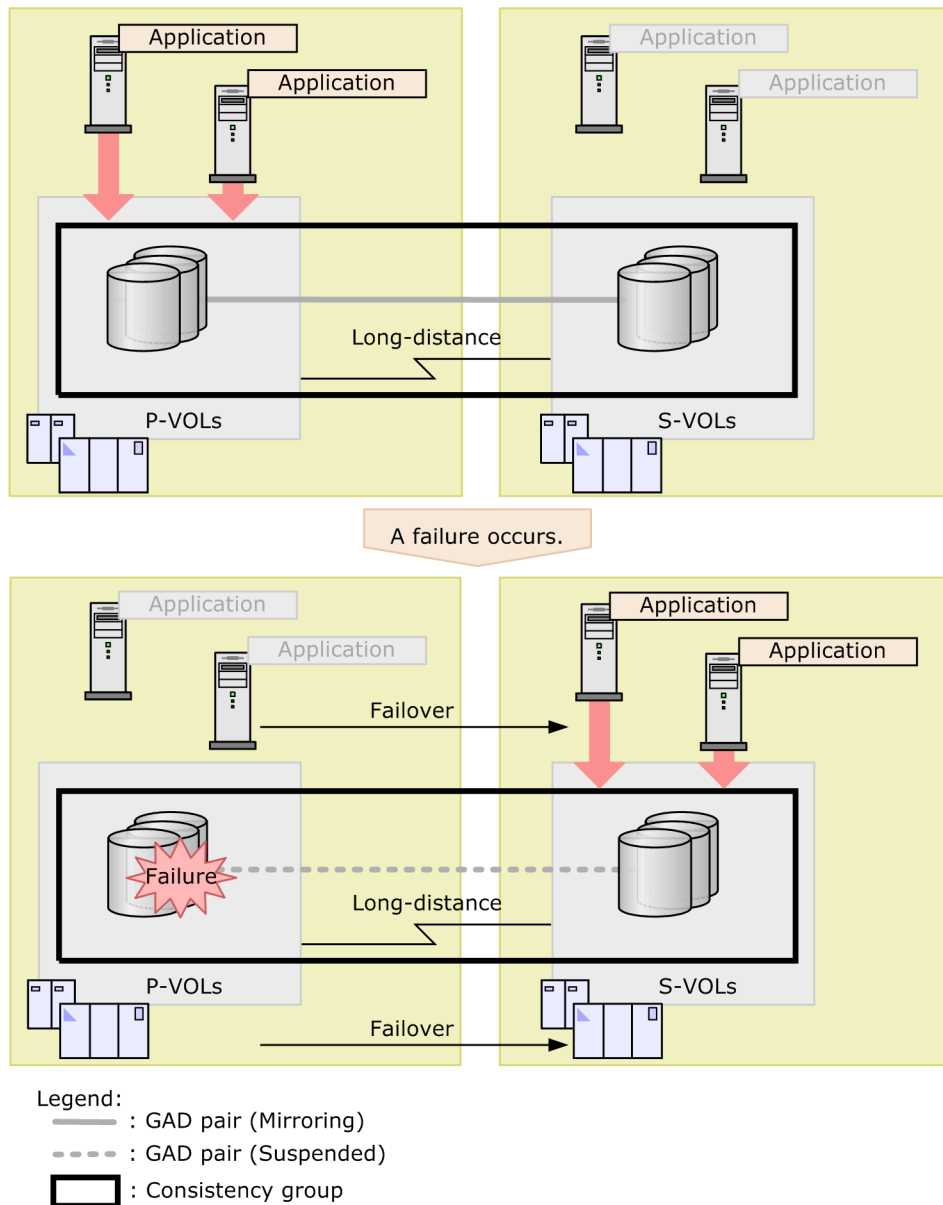 Application
Application
Application
Application
Long-distance
P-VOLs
S-VOLs
A failure occurs.
Application
Application
Application
Application
Failover
Failure
Long-distance
P-VOLs
S-VOLs
Failover
Legend:
: GAD pair (Mirroring)
: GAD pair (Suspended)
: Consistency group